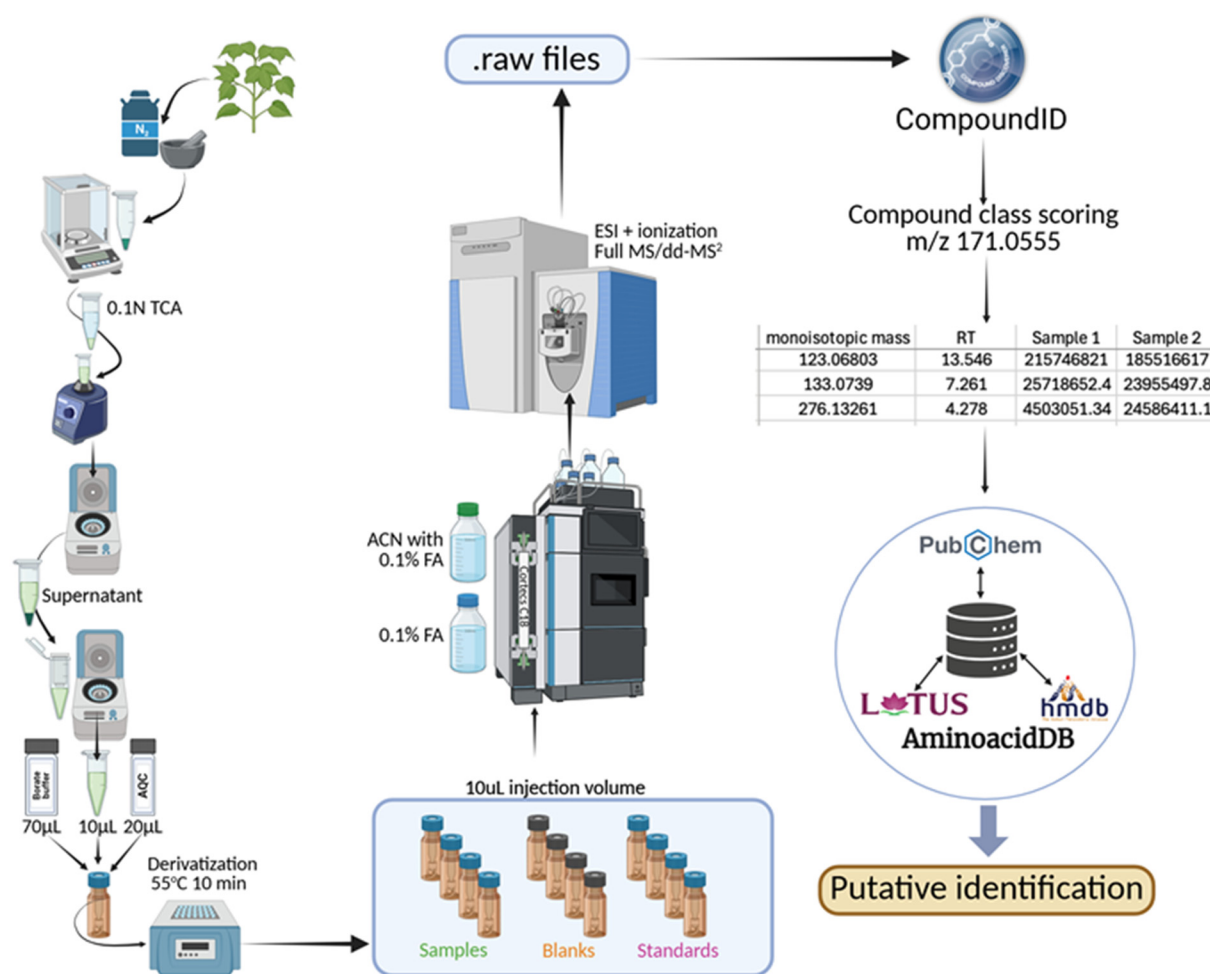 N₂
0.1N TCA
Supernatant
Borate buffer
AQC
70µL
10µL
20µL
Derivatization
55°C 10 min
10uL injection volume
Samples
Blanks
Standards
ACN with
0.1% FA
0.1% FA
Cortecs C18
ESI + ionization
Full MS/dd-MS²
.raw files
CompoundID
Compound class scoring
m/z 171.0555
monoisotopic mass RT Sample 1 Sample 2
123.06803 13.546 215746821 185516617
133.0739 7.261 25718652.4 23955497.8
276.13261 4.278 4503051.34 24586411.1
PubChem
LOTUS
hmdb
AminoacidDB
Putative identification